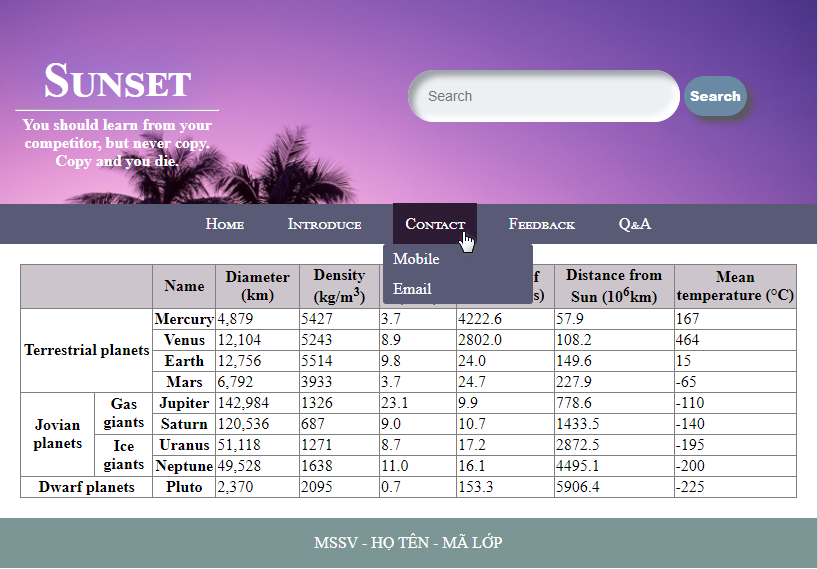 Sunset
You should learn from your
competitor, but never copy.
Copy and you die.
Search
Search
Home Introduce Contact Feedback Q&A
Mobile
Email
Name Diameter (km) Density (kg/m3) Distance from Sun (10^6km) Mean temperature (°C)
Terrestrial planets
Mercury 4,879 5427 3.7 4222.6 57.9 167
Venus 12,104 5243 8.9 2802.0 108.2 464
Earth 12,756 5514 9.8 24.0 149.6 15
Mars 6,792 3933 3.7 24.7 227.9 -65
Jovian planets
Gas giants
Jupiter 142,984 1326 23.1 9.9 778.6 -110
Saturn 120,536 687 9.0 10.7 1433.5 -140
Ice giants
Uranus 51,118 1271 8.7 17.2 2872.5 -195
Neptune 49,528 1638 11.0 16.1 4495.1 -200
Dwarf planets Pluto 2,370 2095 0.7 153.3 5906.4 -225
MSSV - HỌ TÊN - MÃ LỚP